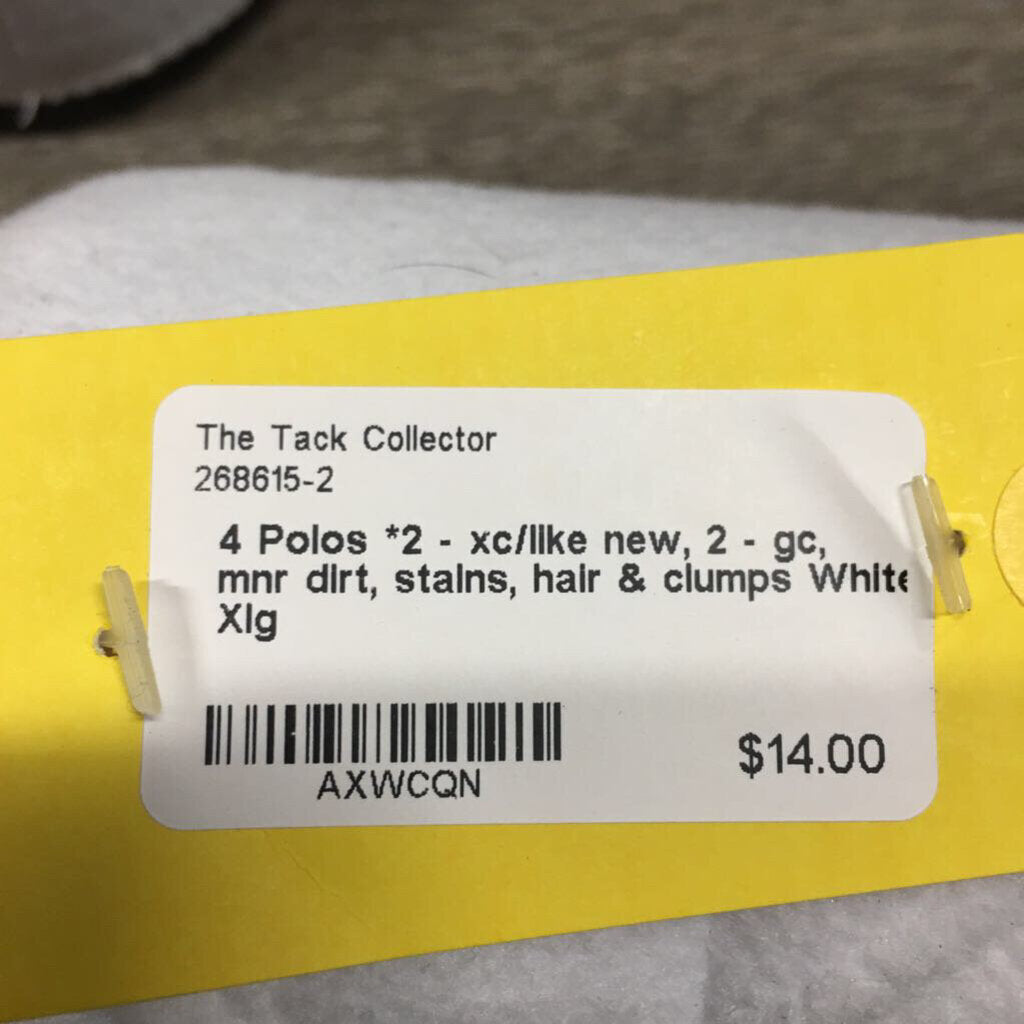 The Tack Collector
268615-2
4 Polos *2 - xc/like new, 2 - gc,
mnr dirt, stains, hair & clumps White
Xlg
AXWCQN
$14.00